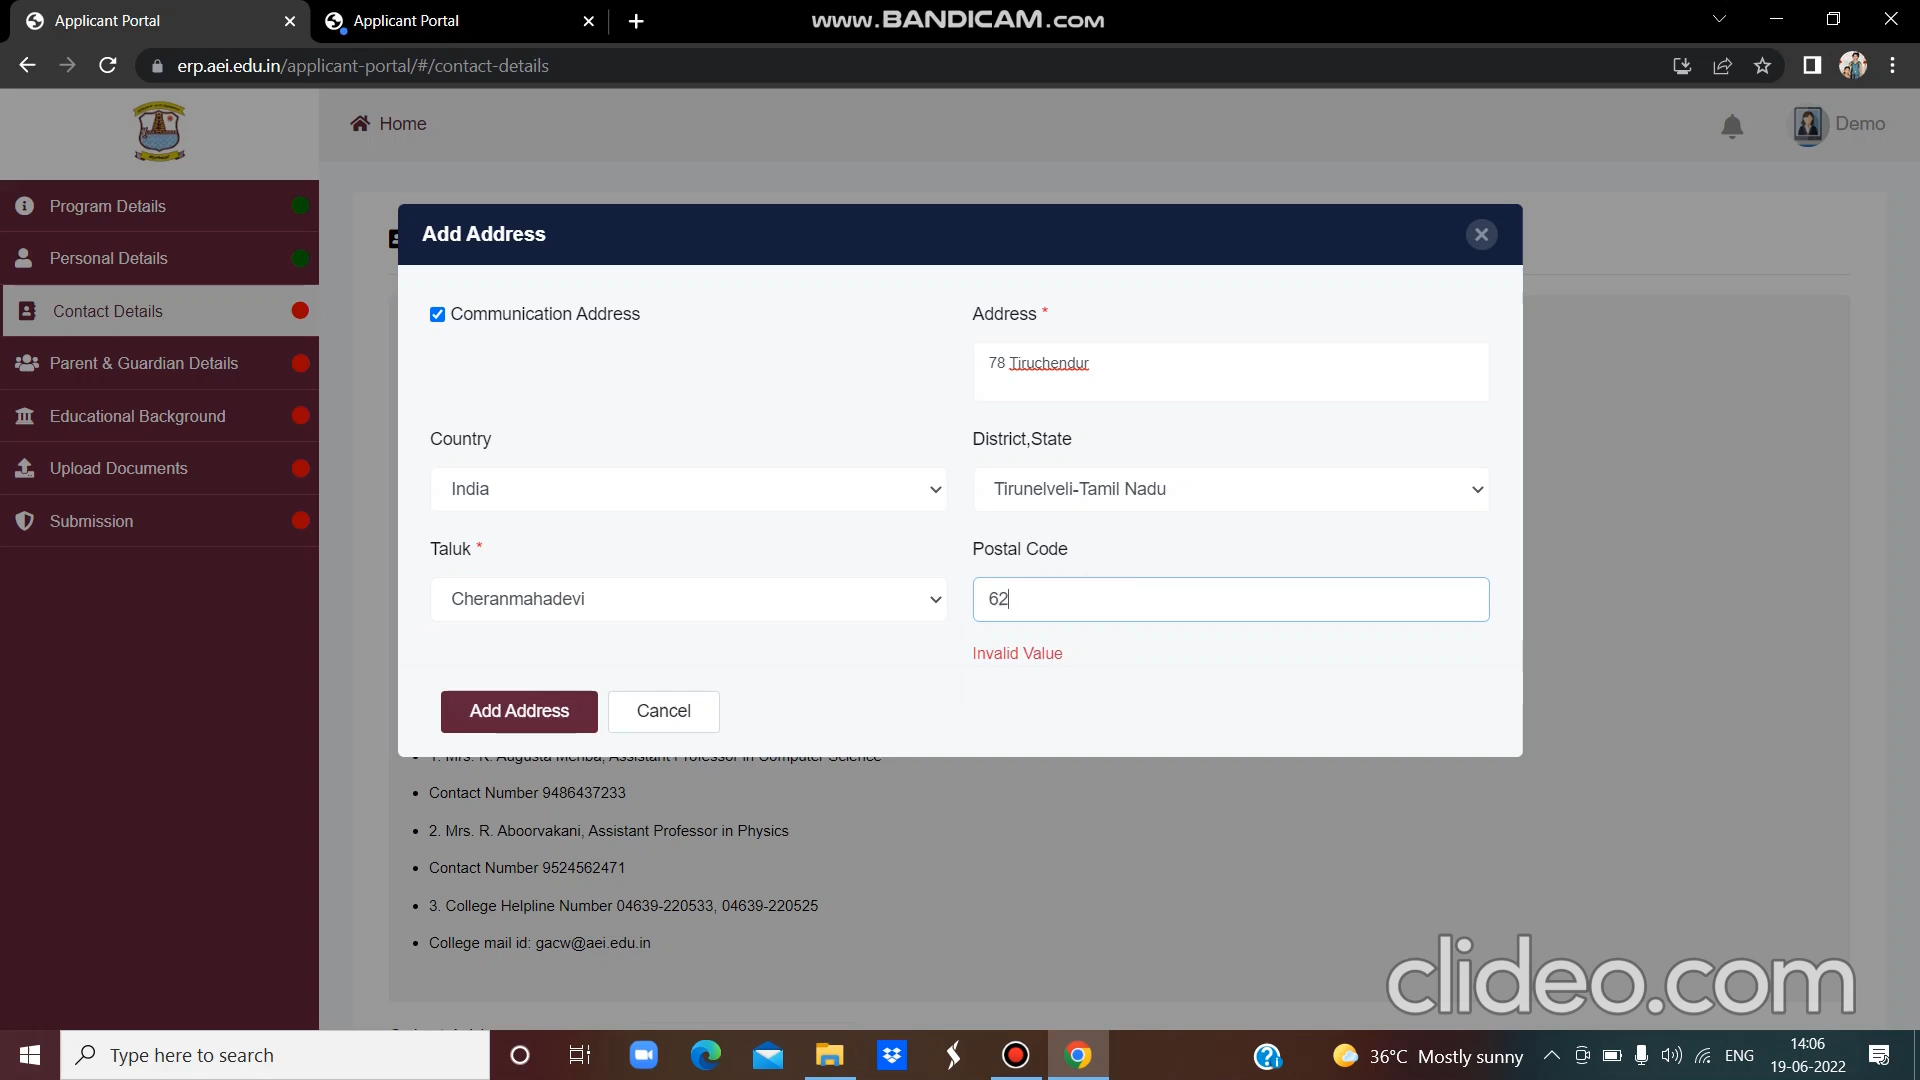 Applicant Portal
Applicant Portal
www.BANDICAM.com
erp.aei.edu.in/applicant-portal/#/contact-details
Home
Demo
Program Details
Personal Details
Contact Details
Parent & Guardian Details
Educational Background
Upload Documents
Submission
Add Address
Communication Address
Address *
78 Tiruchendur
Country
District,State
India
Tirunelveli-Tamil Nadu
Taluk *
Postal Code
Cheranmahadevi
62
Invalid Value
Add Address
Cancel
Assistant Professor in Computer Science
Contact Number 9486437233
2. Mrs. R. Aboorvakani, Assistant Professor in Physics
Contact Number 9524562471
3. College Helpline Number 04639-220533, 04639-220525
College mail id: gacw@aei.edu.in
clideo.com
Type here to search
36°C Mostly sunny
ENG
14:06
19-06-2022